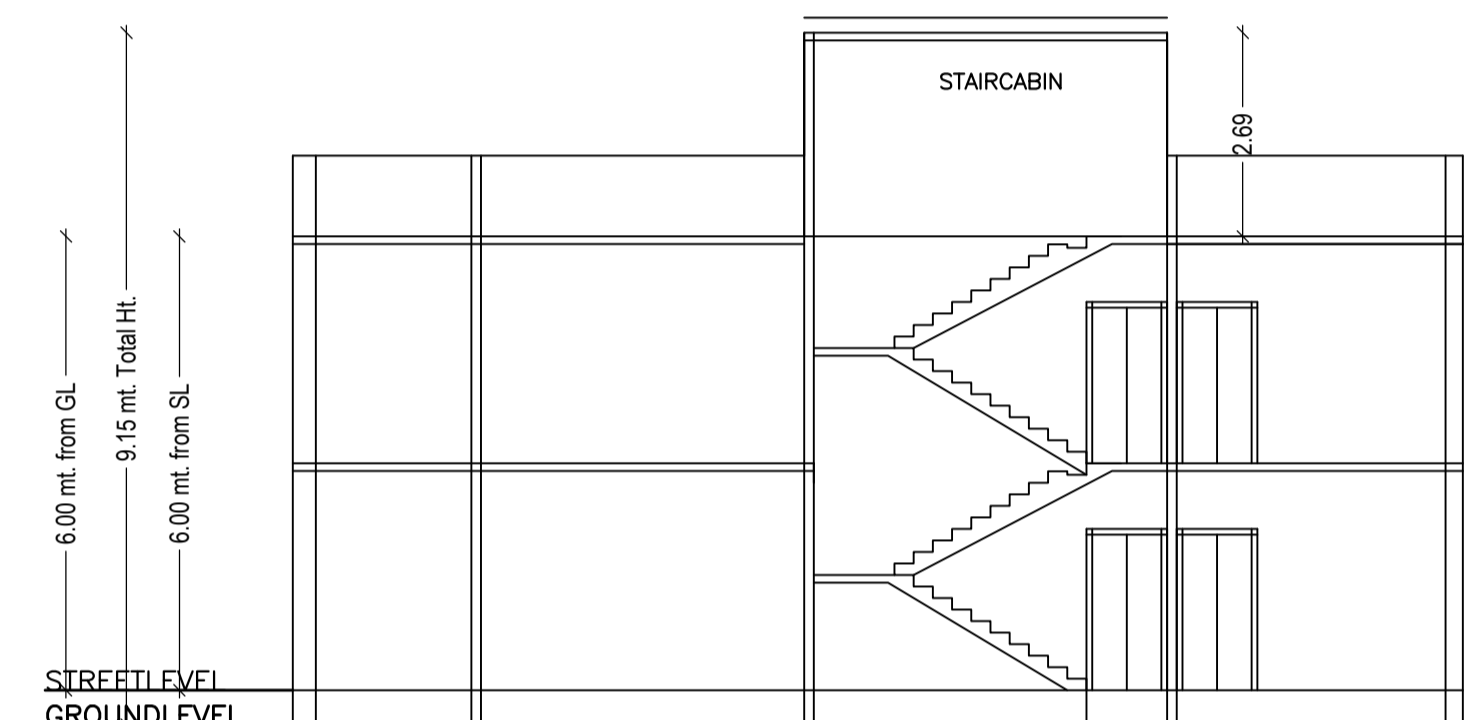 STAIRCABIN
2.69
6.00 mt. from GL
9.15 mt. Total Ht.
6.00 mt. from SL
STREETLEVEL
GROUNDLEVEL